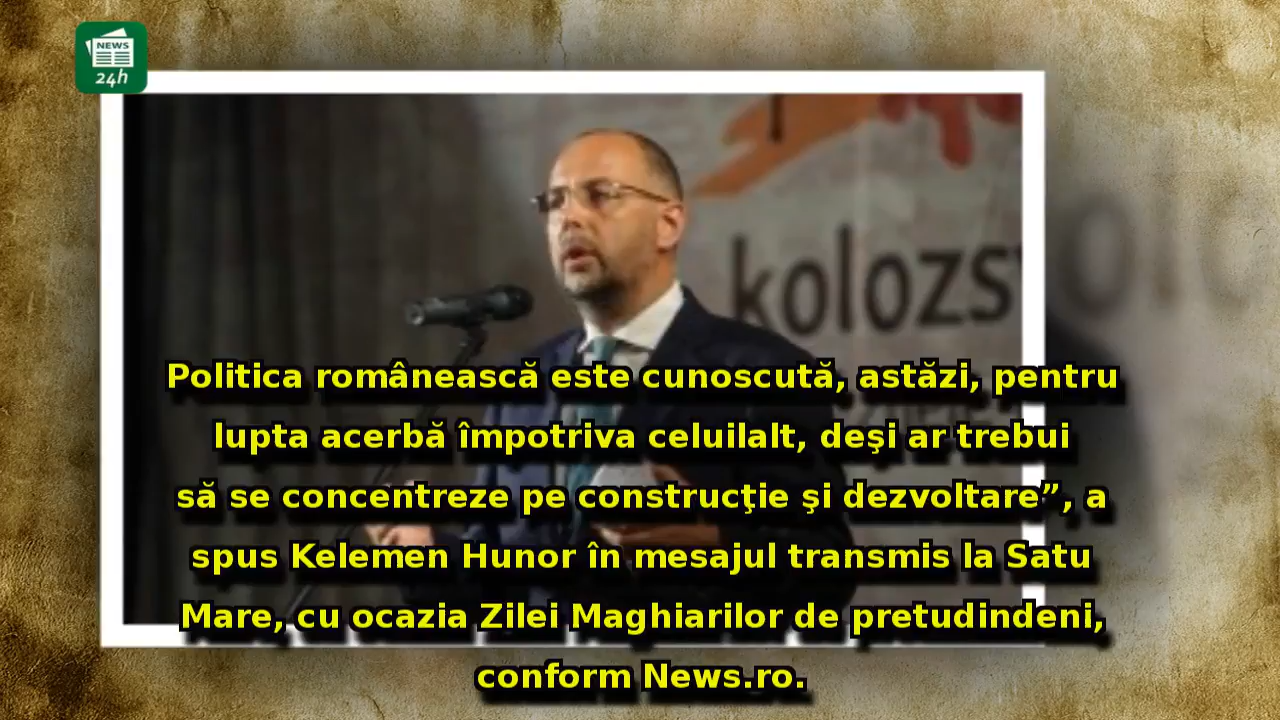 NEWS
24h
kolozsv
Politica românească este cunoscută, astăzi, pentru
lupta acerbă împotriva celuilalt, deşi ar trebui
să se concentreze pe construcţie şi dezvoltare”, a
spus Kelemen Hunor în mesajul transmis la Satu
Mare, cu ocazia Zilei Maghiarilor de pretudindeni,
conform News.ro.